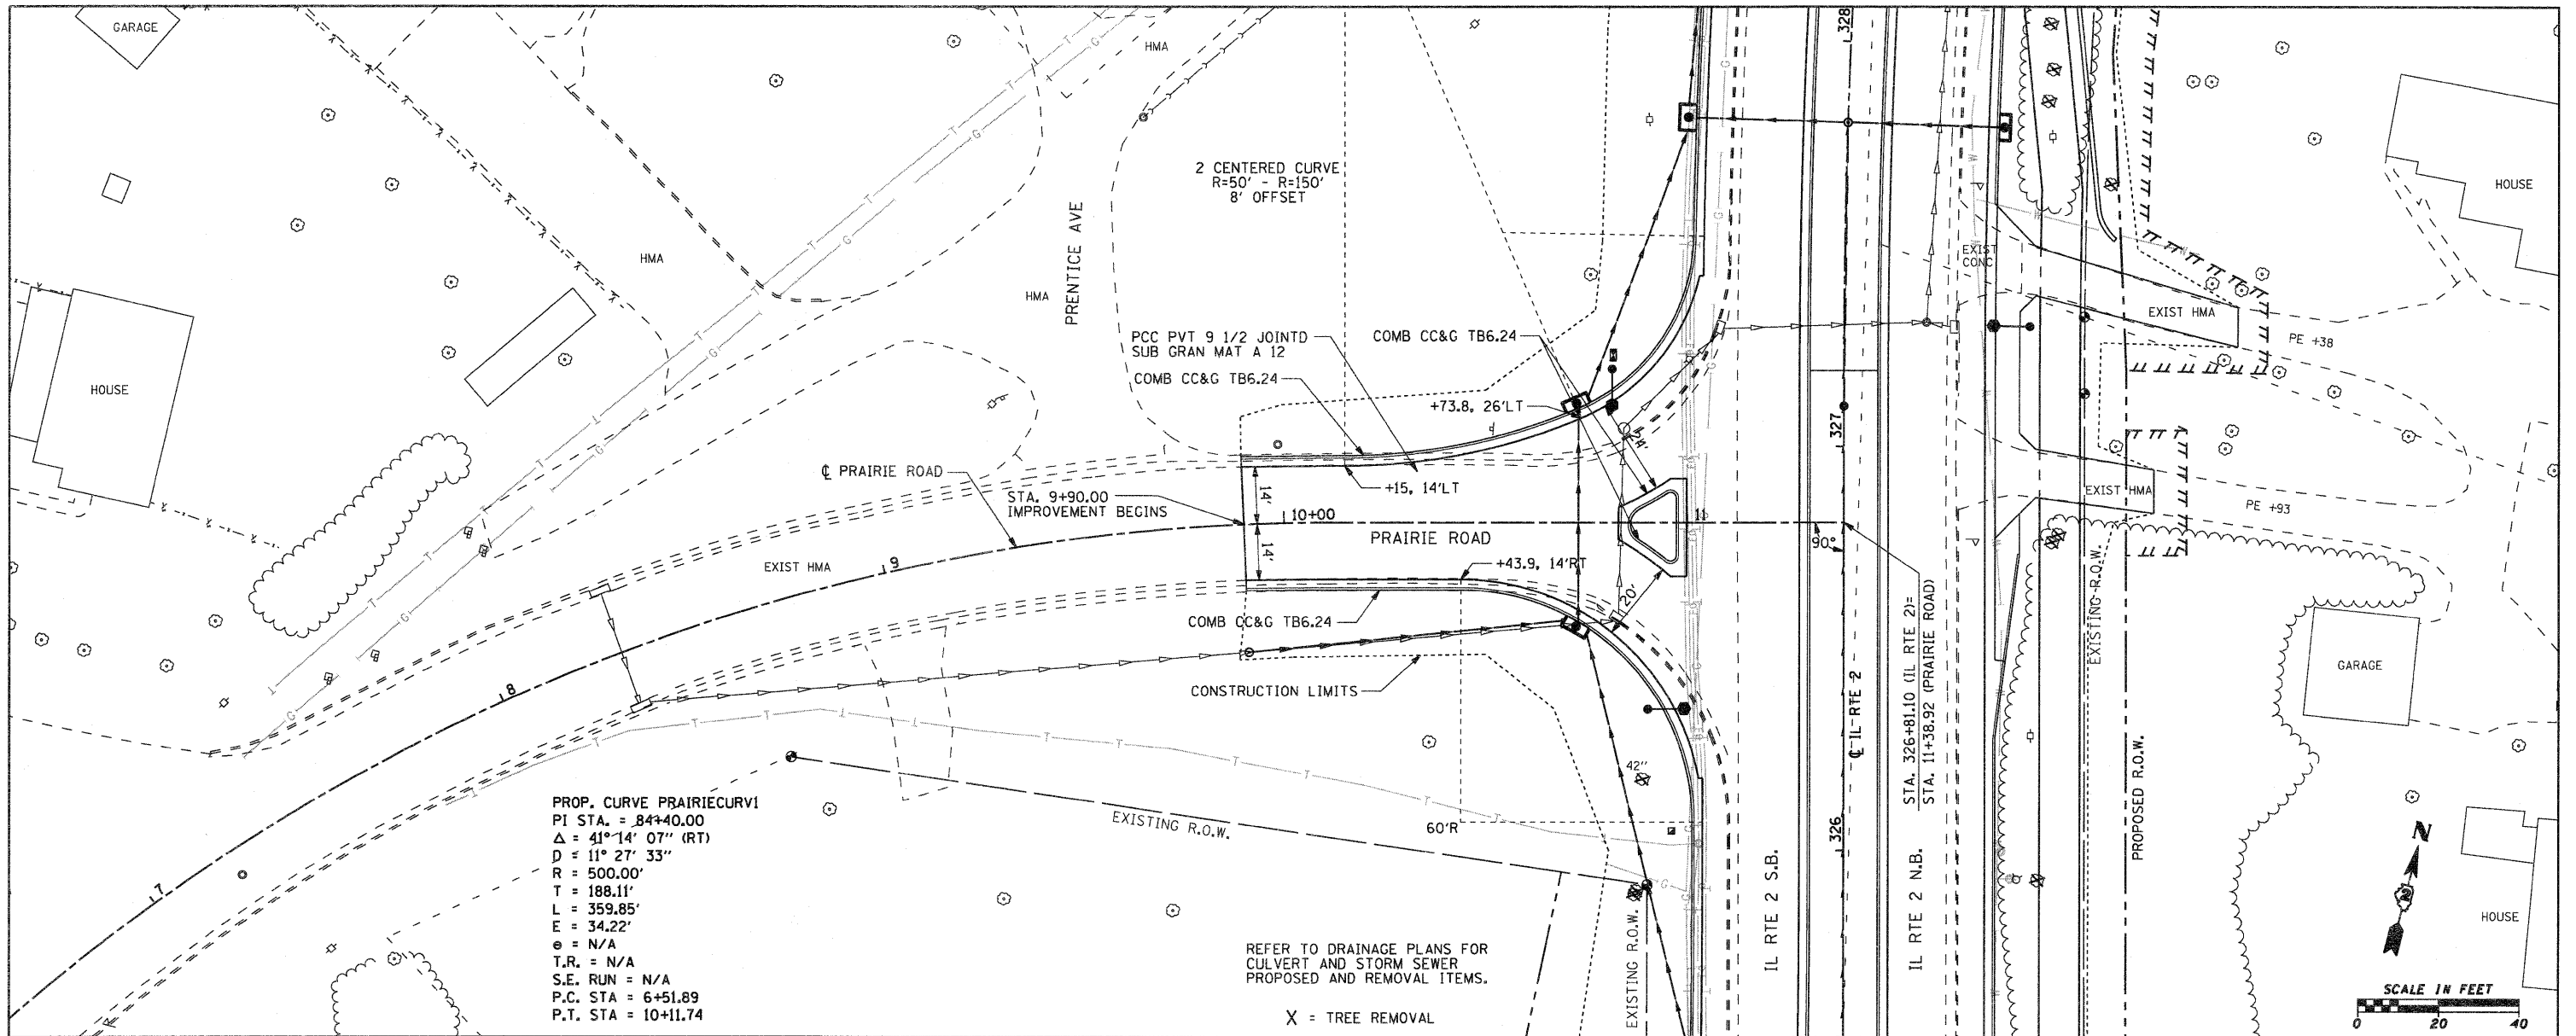 GARAGE
HMA
328
2 CENTERED CURVE
R=50' - R=150'
8' OFFSET
HOUSE
PRENTICE AVE
HMA
HMA
EXIST
CONC
EXIST HMA
PE +38
PCC PVT 9 1/2 JOINTD
SUB GRAN MAT A 12
COMB CC&G TB6.24
COMB CC&G TB6.24
HOUSE
+73.8, 26'LT
327
24'
℄ PRAIRIE ROAD
+15, 14'LT
STA. 9+90.00
IMPROVEMENT BEGINS
14'
10+00
11
PRAIRIE ROAD
90°
EXIST HMA
PE +93
14'
EXIST HMA
9
+43.9, 14'RT
20'
COMB CC&G TB6.24
STA. 326+81.10 (IL RTE 2)=
STA. 11+38.92 (PRAIRIE ROAD)
EXISTING R.O.W.
GARAGE
8
CONSTRUCTION LIMITS
℄ IL RTE 2
PROPOSED R.O.W.
42"
PROP. CURVE PRAIRIECURV1
PI STA. = 84+40.00
Δ = 41° 14' 07" (RT)
D = 11° 27' 33"
R = 500.00'
T = 188.11'
L = 359.85'
E = 34.22'
e = N/A
T.R. = N/A
S.E. RUN = N/A
P.C. STA = 6+51.89
P.T. STA = 10+11.74
EXISTING R.O.W.
60'R
326
IL RTE 2 S.B.
IL RTE 2 N.B.
N
7
HOUSE
REFER TO DRAINAGE PLANS FOR
CULVERT AND STORM SEWER
PROPOSED AND REMOVAL ITEMS.
EXISTING R.O.W.
X = TREE REMOVAL
SCALE IN FEET
0 20 40